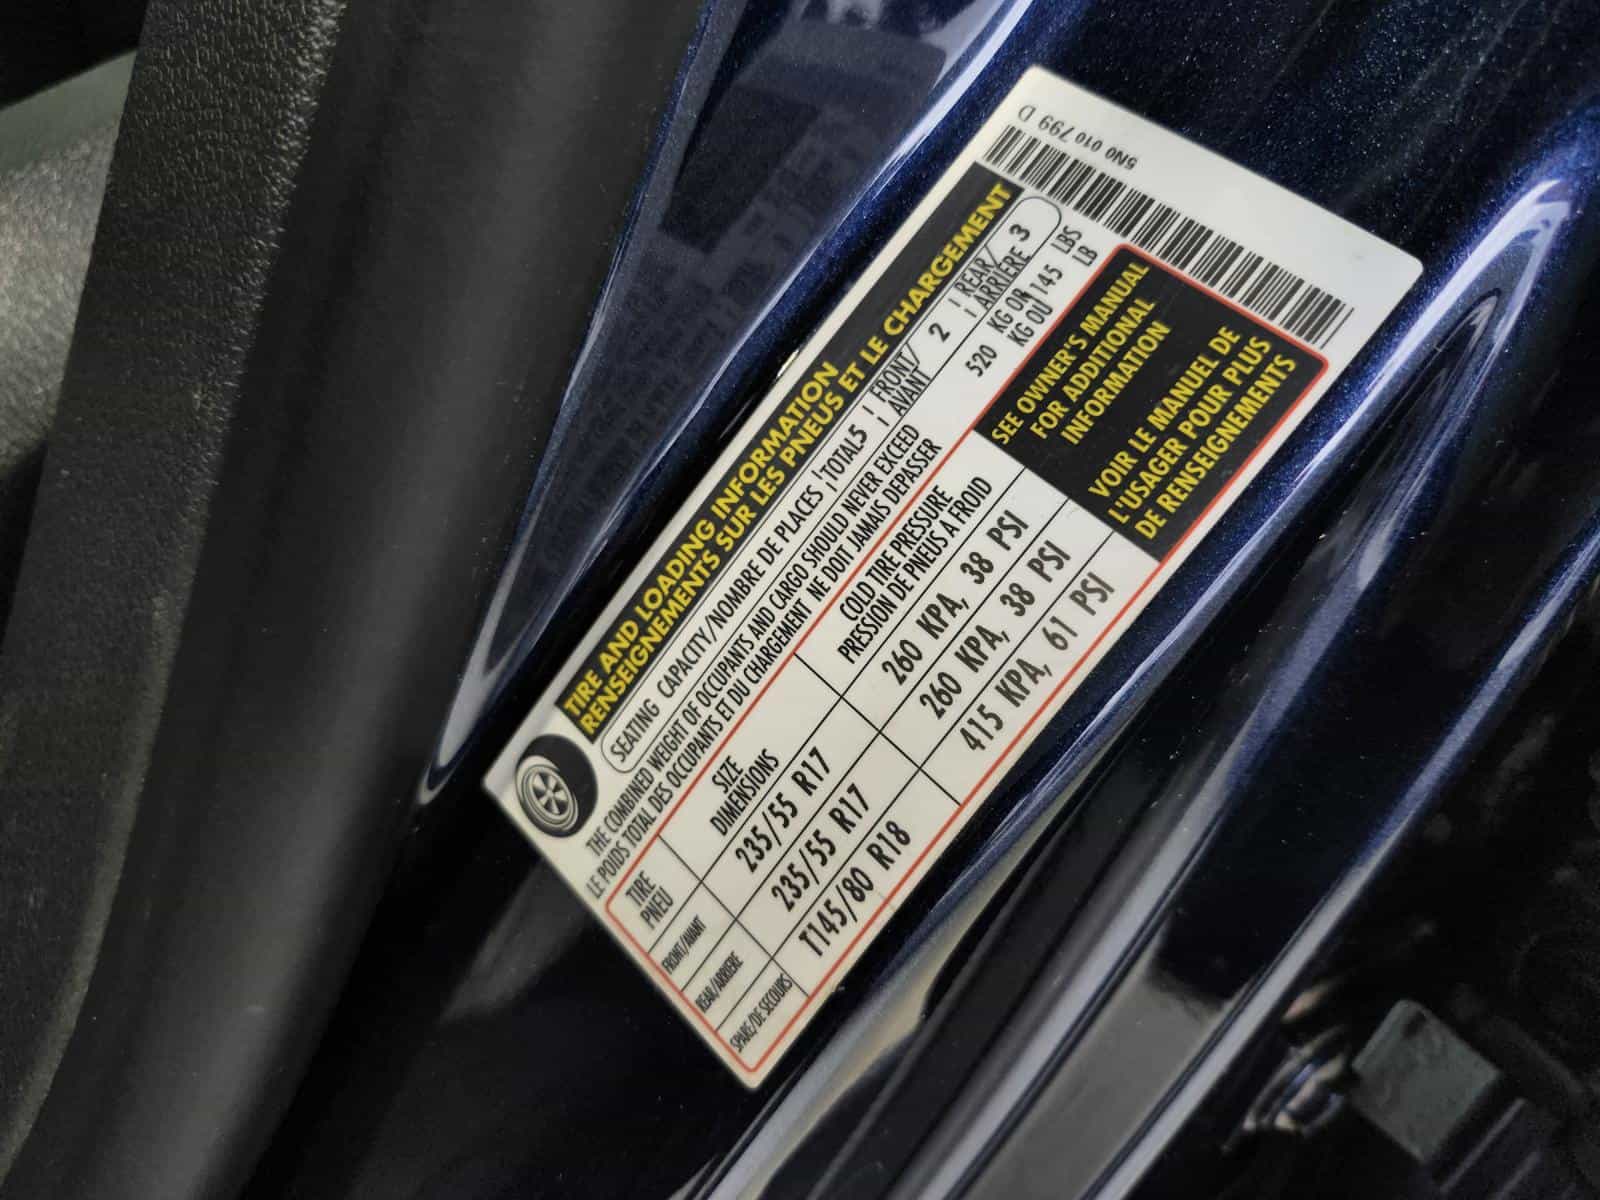 5N0 010 799 D
TIRE AND LOADING INFORMATION
RENSEIGNEMENTS SUR LES PNEUS ET LE CHARGEMENT
SEATING CAPACITY/NOMBRE DE PLACES TOTAL 5 FRONT/AVANT 2 REAR/ARRIÈRE 3
THE COMBINED WEIGHT OF OCCUPANTS AND CARGO SHOULD NEVER EXCEED 520 KG OR 1145 LBS
LE POIDS TOTAL DES OCCUPANTS ET DU CHARGEMENT NE DOIT JAMAIS DEPASSER KG OU LB
TIRE SIZE COLD TIRE PRESSURE
PNEU DIMENSIONS PRESSION DE PNEUS A FROID
FRONT/AVANT 235/55 R17 260 KPA, 38 PSI
REAR/ARRIERE 235/55 R17 260 KPA, 38 PSI
SPARE/DE SECOURS T145/80 R18 415 KPA, 61 PSI
SEE OWNER'S MANUAL
FOR ADDITIONAL
INFORMATION
VOIR LE MANUEL DE
L'USAGER POUR PLUS
DE RENSEIGNEMENTS